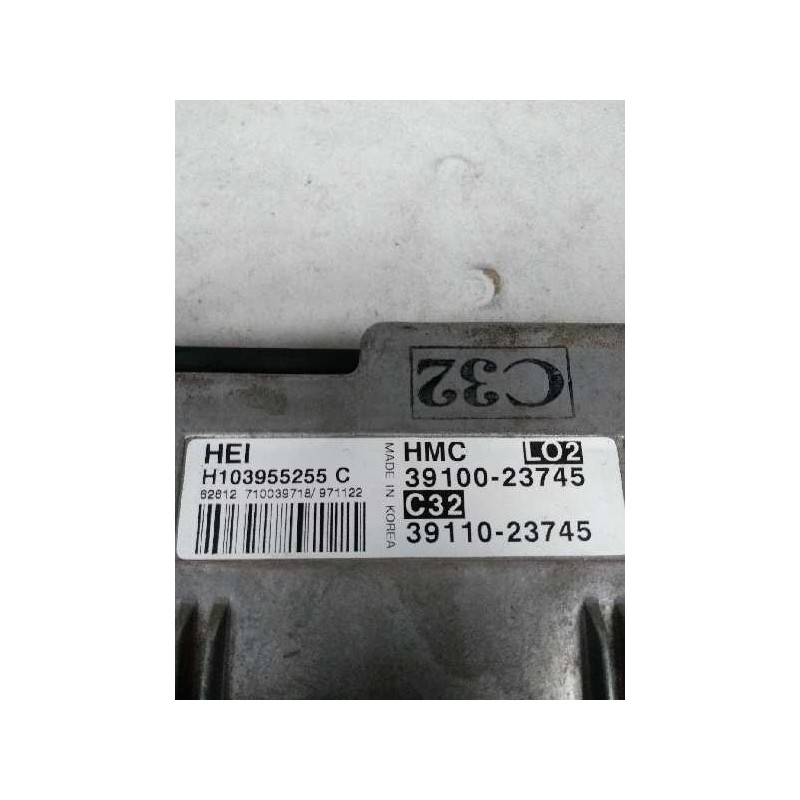 C32
HEI
H103955255 C
62612 710039718/971122
MADE IN KOREA
HMC LO2
39100-23745
C32
39110-23745